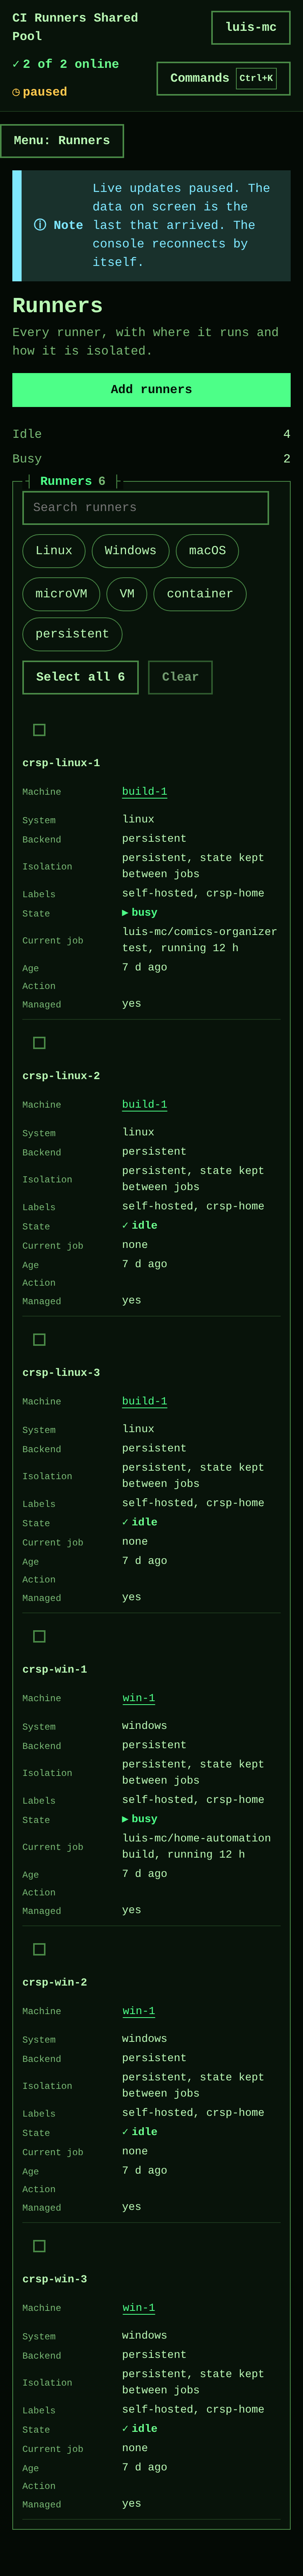 CI Runners Shared
Pool
luis-mc
✓ 2 of 2 online
◷ paused
Commands Ctrl+K
Menu: Runners
ⓘ Note
Live updates paused. The
data on screen is the
last that arrived. The
console reconnects by
itself.
Runners
Every runner, with where it runs and
how it is isolated.
Add runners
Idle 4
Busy 2
Runners 6
Search runners
Linux Windows macOS
microVM VM container
persistent
Select all 6 Clear
crsp-linux-1
Machine build-1
System linux
Backend persistent
Isolation persistent, state kept
between jobs
Labels self-hosted, crsp-home
State ▶ busy
Current job luis-mc/comics-organizer
test, running 12 h
Age 7 d ago
Action
Managed yes
crsp-linux-2
Machine build-1
System linux
Backend persistent
Isolation persistent, state kept
between jobs
Labels self-hosted, crsp-home
State ✓ idle
Current job none
Age 7 d ago
Action
Managed yes
crsp-linux-3
Machine build-1
System linux
Backend persistent
Isolation persistent, state kept
between jobs
Labels self-hosted, crsp-home
State ✓ idle
Current job none
Age 7 d ago
Action
Managed yes
crsp-win-1
Machine win-1
System windows
Backend persistent
Isolation persistent, state kept
between jobs
Labels self-hosted, crsp-home
State ▶ busy
Current job luis-mc/home-automation
build, running 12 h
Age 7 d ago
Action
Managed yes
crsp-win-2
Machine win-1
System windows
Backend persistent
Isolation persistent, state kept
between jobs
Labels self-hosted, crsp-home
State ✓ idle
Current job none
Age 7 d ago
Action
Managed yes
crsp-win-3
Machine win-1
System windows
Backend persistent
Isolation persistent, state kept
between jobs
Labels self-hosted, crsp-home
State ✓ idle
Current job none
Age 7 d ago
Action
Managed yes